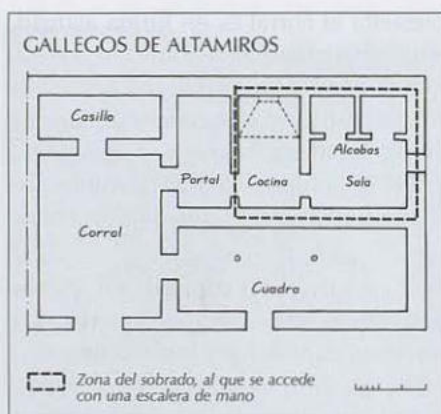 GALLEGOS DE ALTAMIROS
Casillo
Alcobas
Portal
Cocina
Sala
Corral
Cuadra
Zona del sobrado, al que se accede
con una escalera de mano